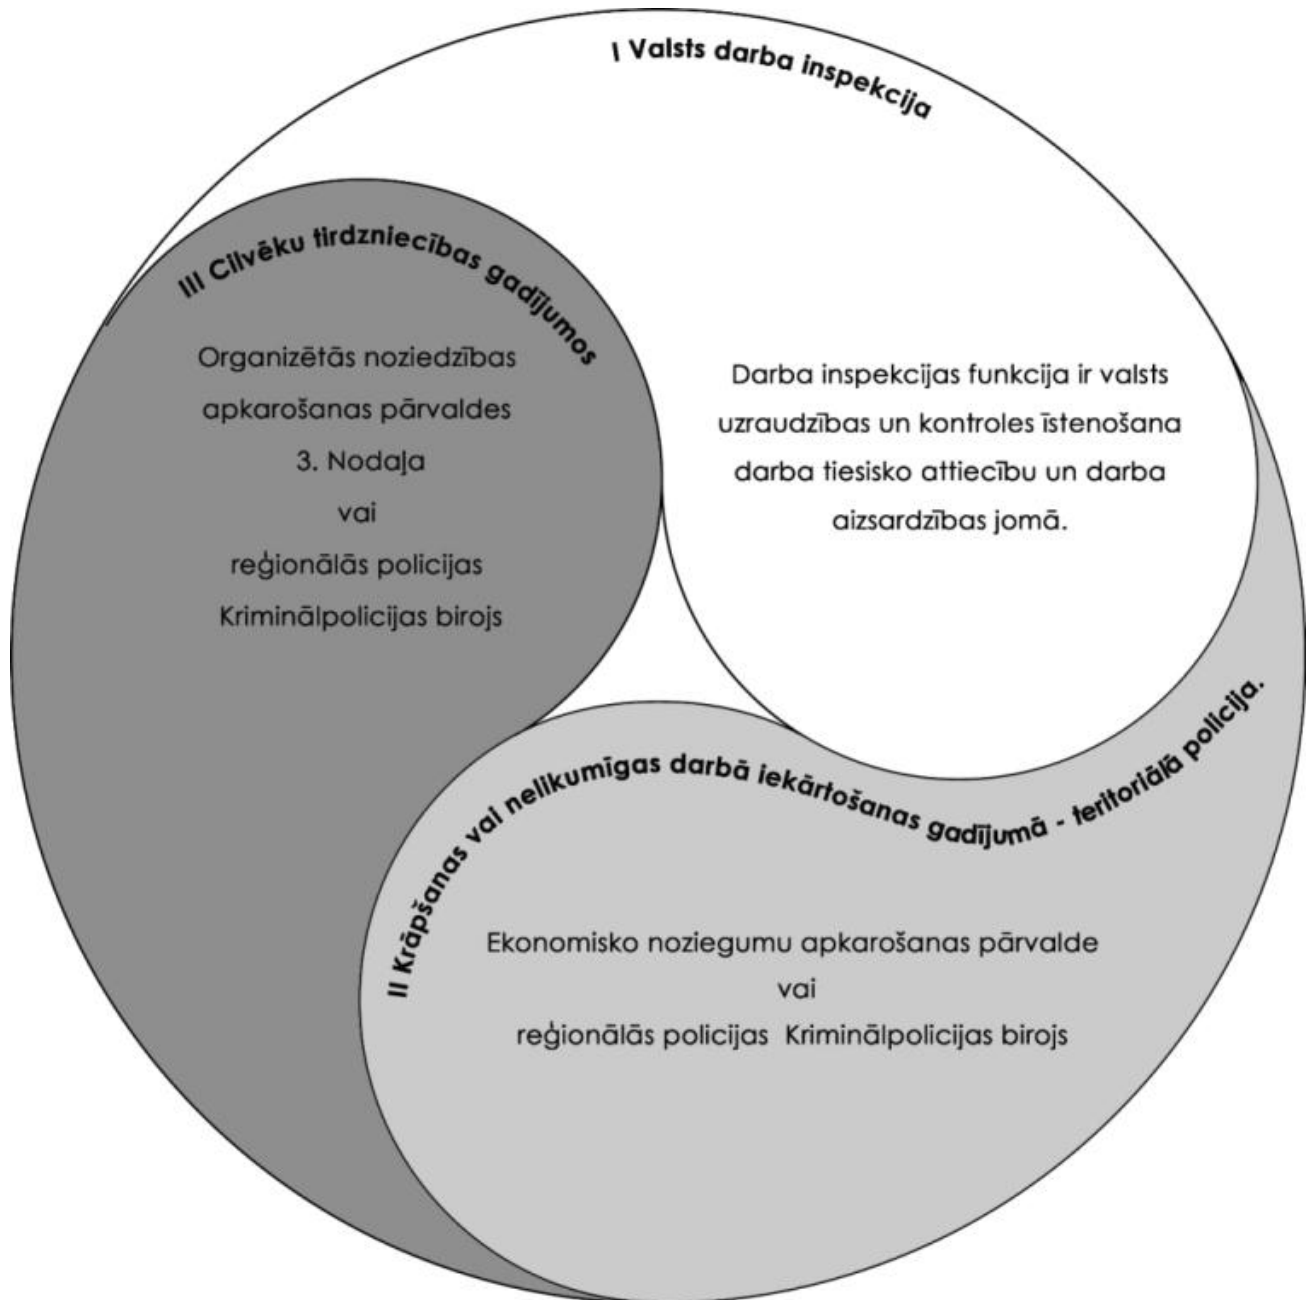 I Valsts darba inspekcija
Darba inspekcijas funkcija ir valsts
uzraudzības un kontroles īstenošana
darba tiesisko attiecību un darba
aizsardzības jomā.
II Krāpšanas vai nelikumīgas darbā iekārtošanas gadījumā - teritoriālā policija.
Ekonomisko noziegumu apkarošanas pārvalde
vai
reģionālās policijas Kriminālpolicijas birojs
III Cilvēku tirdzniecības gadījumos
Organizētās noziedzības
apkarošanas pārvaldes
3. Nodaļa
vai
reģionālās policijas
Kriminālpolicijas birojs